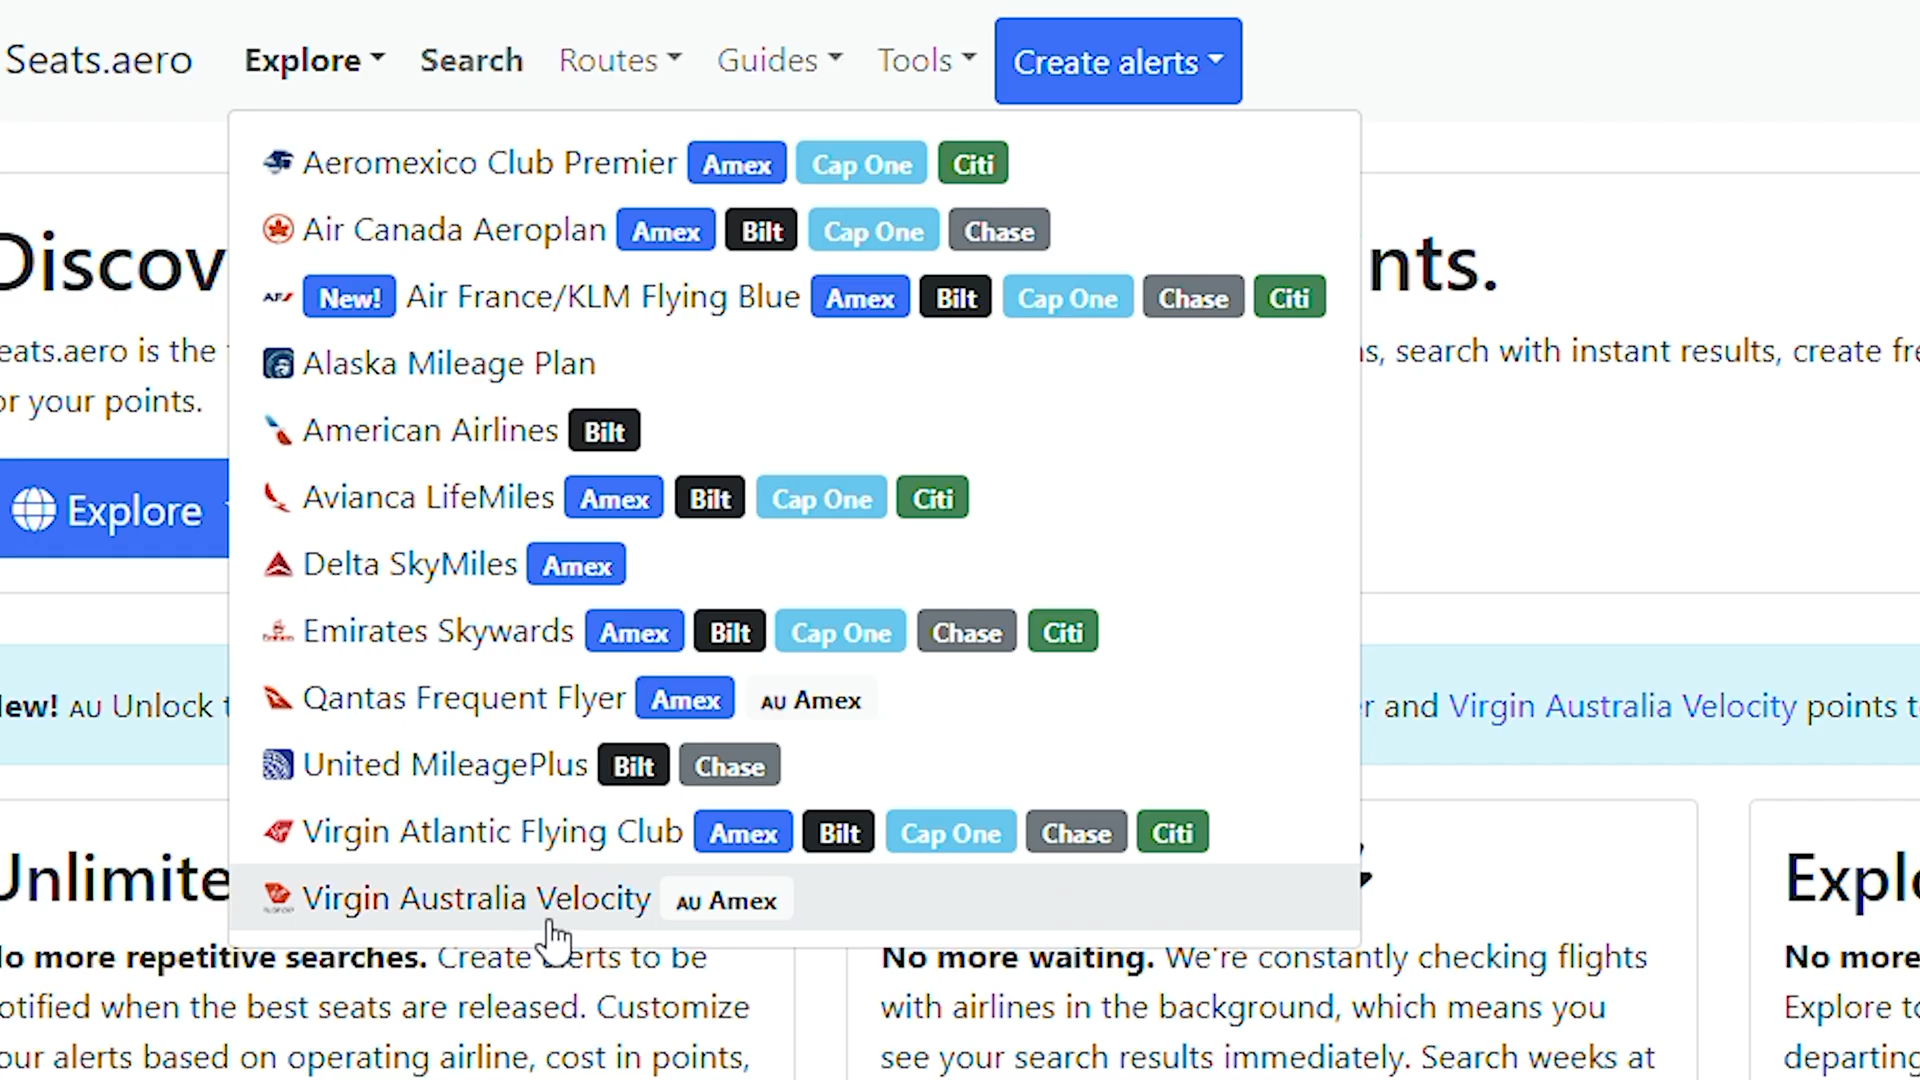 Seats.aero Explore Search Routes Guides Tools Create alerts
Aeromexico Club Premier Amex Cap One Citi
Air Canada Aeroplan Amex Bilt Cap One Chase
New! Air France/KLM Flying Blue Amex Bilt Cap One Chase Citi
Alaska Mileage Plan
American Airlines Bilt
Avianca LifeMiles Amex Bilt Cap One Citi
Delta SkyMiles Amex
Emirates Skywards Amex Bilt Cap One Chase Citi
Qantas Frequent Flyer Amex AU Amex
United MileagePlus Bilt Chase
Virgin Atlantic Flying Club Amex Bilt Cap One Chase Citi
Virgin Australia Velocity AU Amex
Discov
nts.
eats.aero is the
s, search with instant results, create fre
or your points.
Explore
ew! AU Unlock t
r and Virgin Australia Velocity points t
Unlimite
No more repetitive searches. Create alerts to be
otified when the best seats are released. Customize
our alerts based on operating airline, cost in points,
No more waiting. We're constantly checking flights
with airlines in the background, which means you
see your search results immediately. Search weeks at
Expl
No more
Explore to
departing